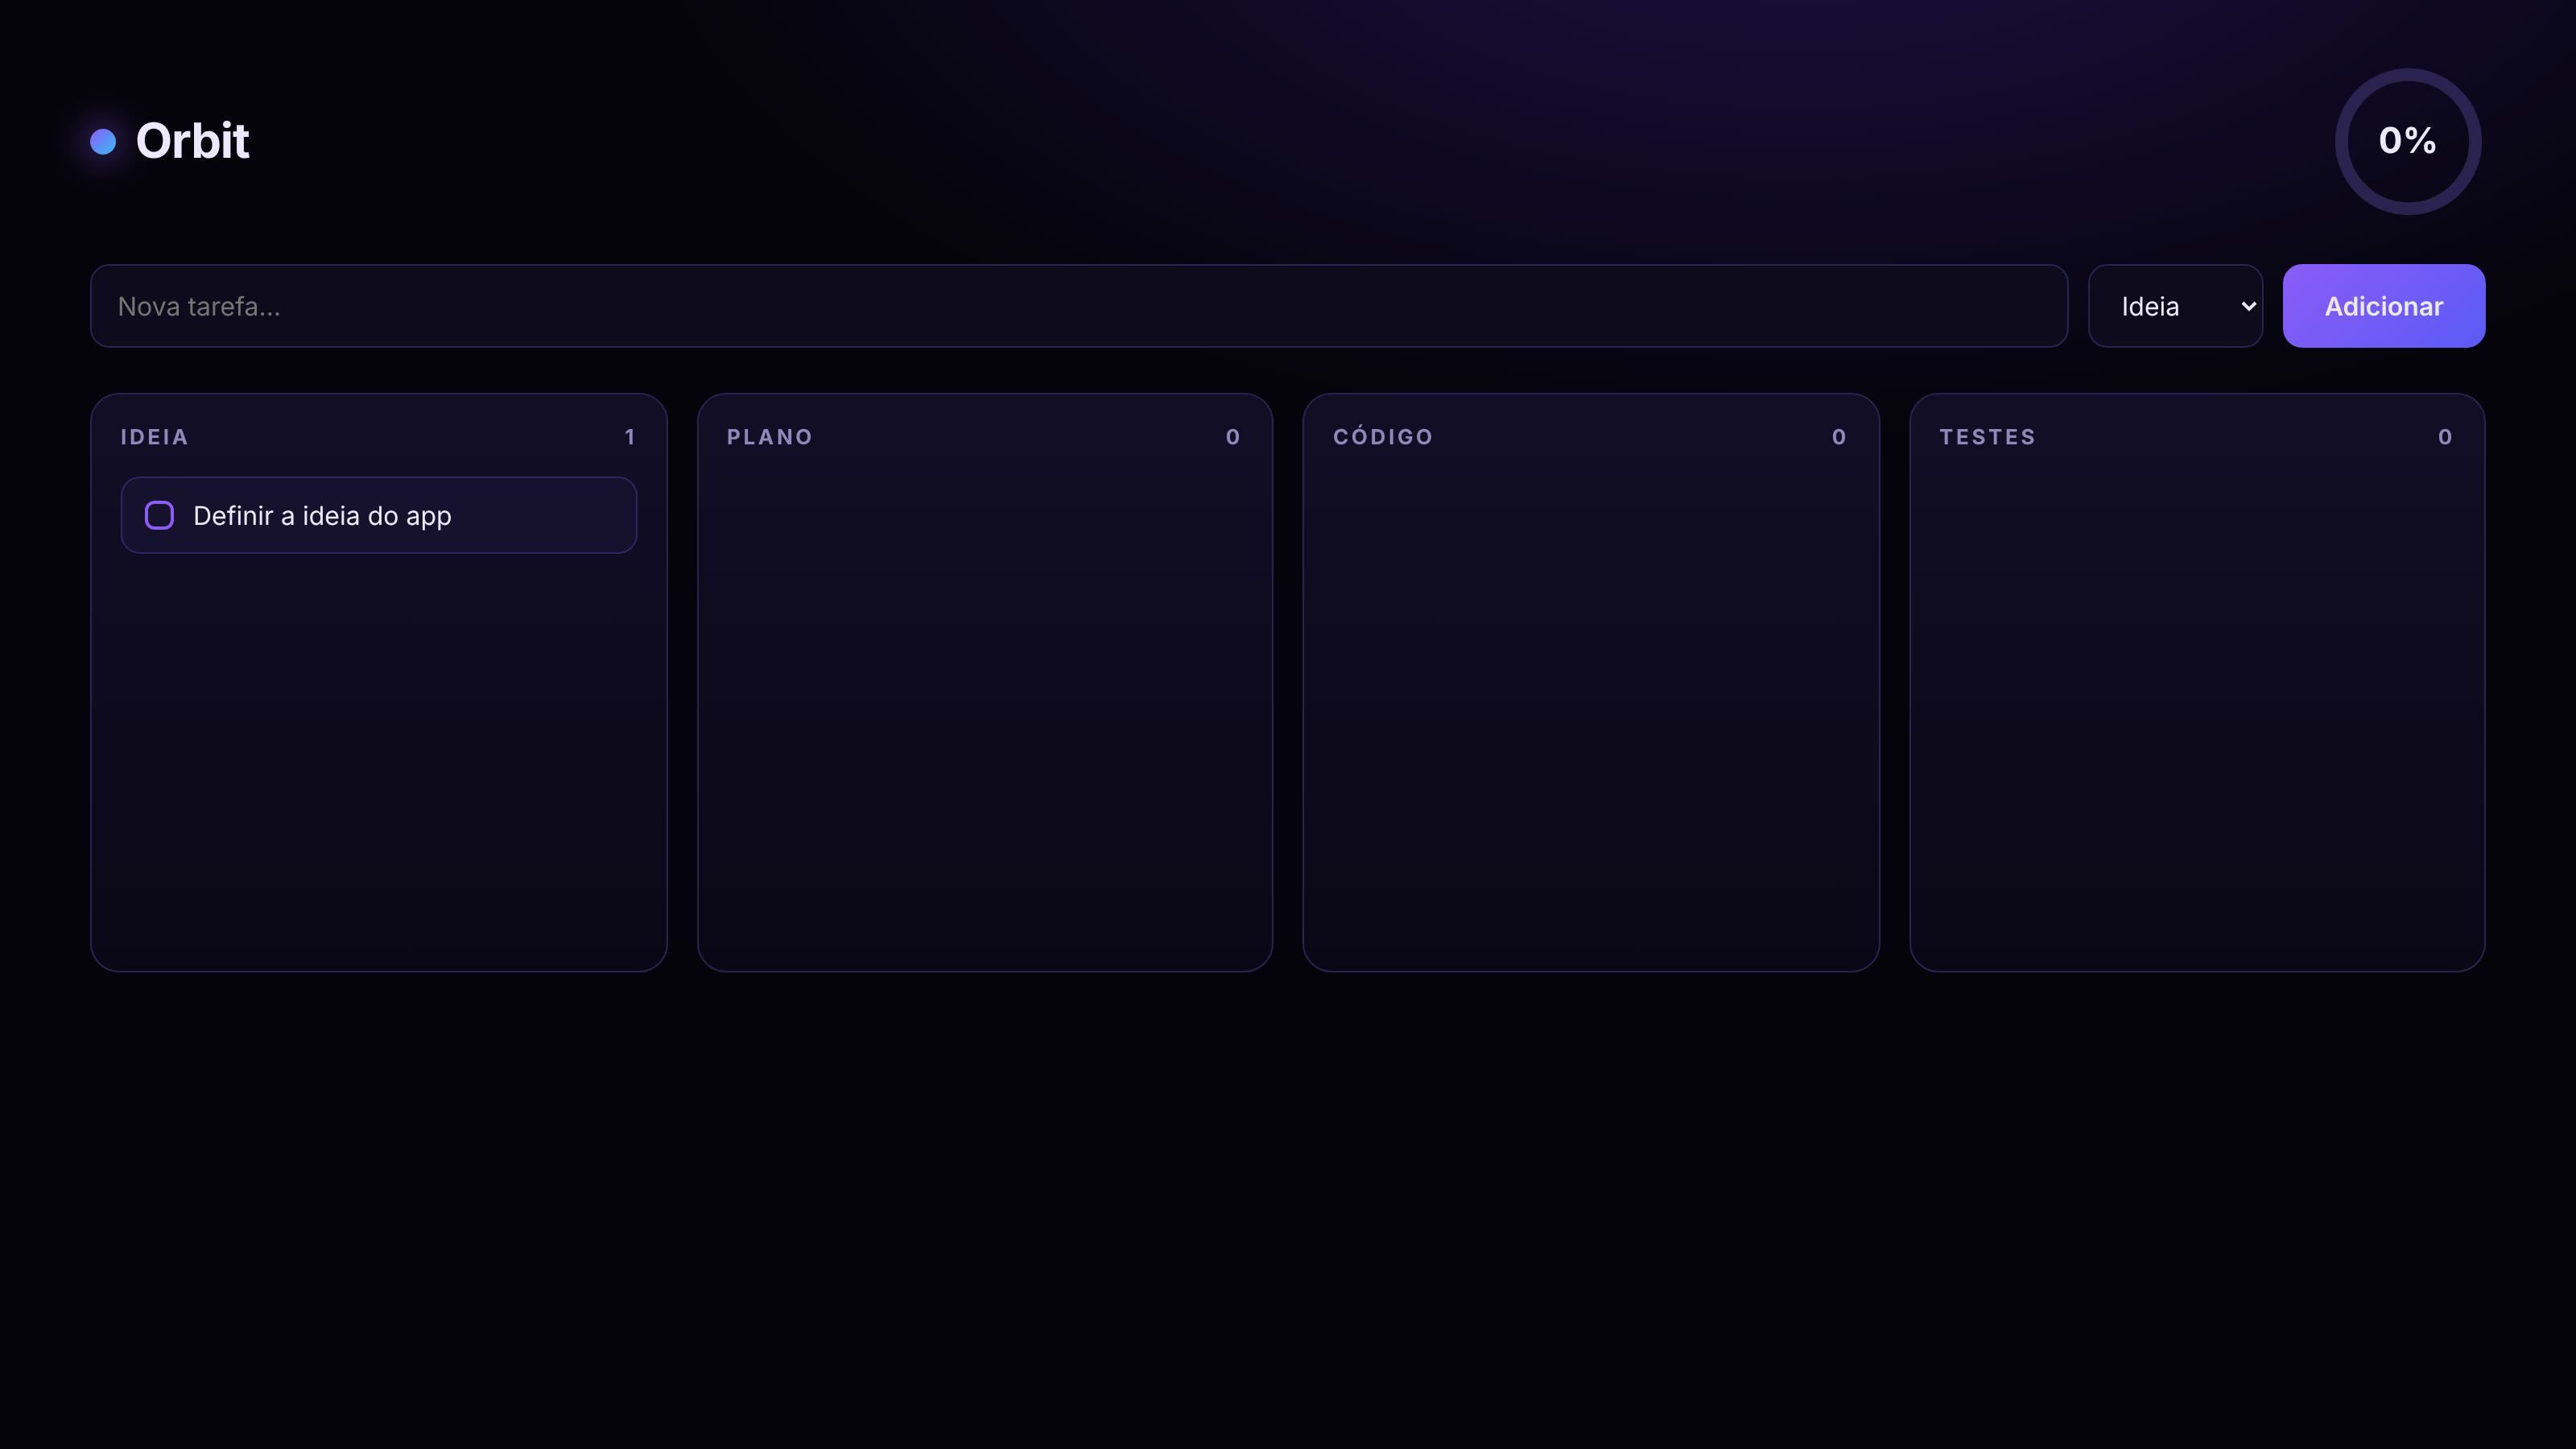 Orbit
0%
Nova tarefa...
Ideia
Adicionar
IDEIA 1
PLANO 0
CÓDIGO 0
TESTES 0
Definir a ideia do app